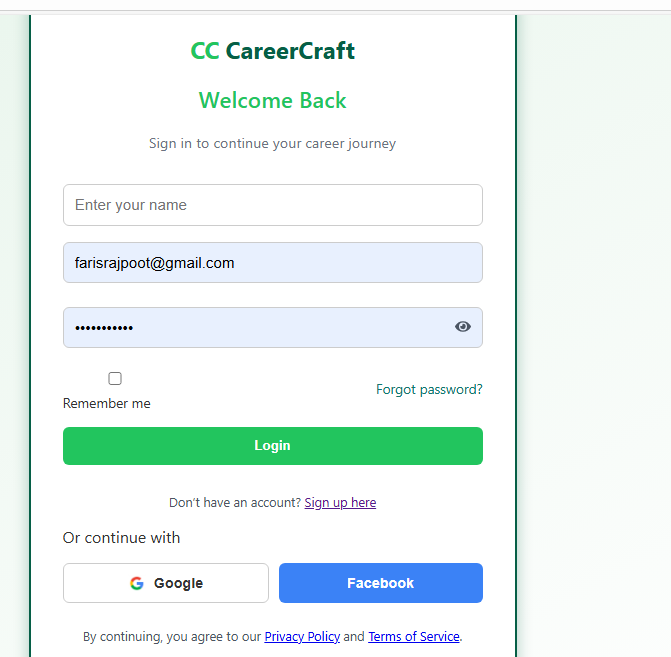 CC CareerCraft
Welcome Back
Sign in to continue your career journey
Enter your name
farisrajpoot@gmail.com
•••••••••••
Remember me
Forgot password?
Login
Don’t have an account? Sign up here
Or continue with
Google
Facebook
By continuing, you agree to our Privacy Policy and Terms of Service.